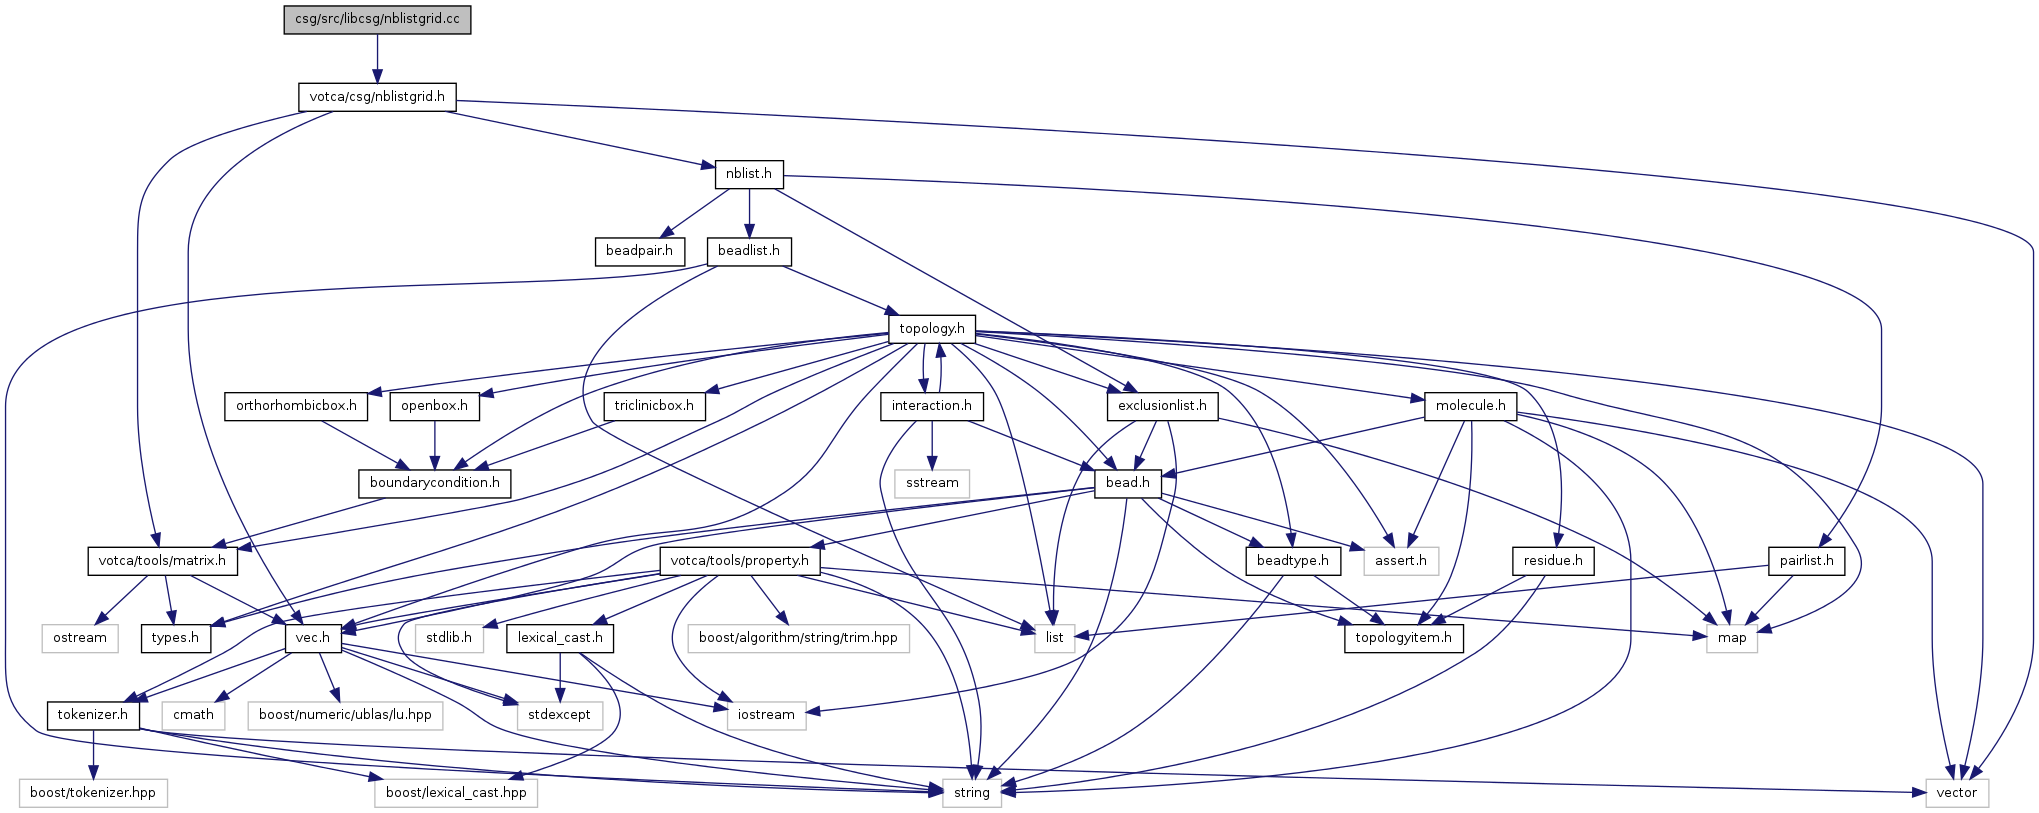 csg/src/libcsg/nblistgrid.cc
votca/csg/nblistgrid.h
nblist.h
beadpair.h
beadlist.h
topology.h
orthorhombicbox.h
openbox.h
triclinicbox.h
interaction.h
exclusionlist.h
molecule.h
boundarycondition.h
sstream
bead.h
votca/tools/matrix.h
votca/tools/property.h
beadtype.h
assert.h
residue.h
pairlist.h
ostream
types.h
vec.h
stdlib.h
lexical_cast.h
boost/algorithm/string/trim.hpp
list
topologyitem.h
map
tokenizer.h
cmath
boost/numeric/ublas/lu.hpp
stdexcept
iostream
boost/tokenizer.hpp
boost/lexical_cast.hpp
string
vector